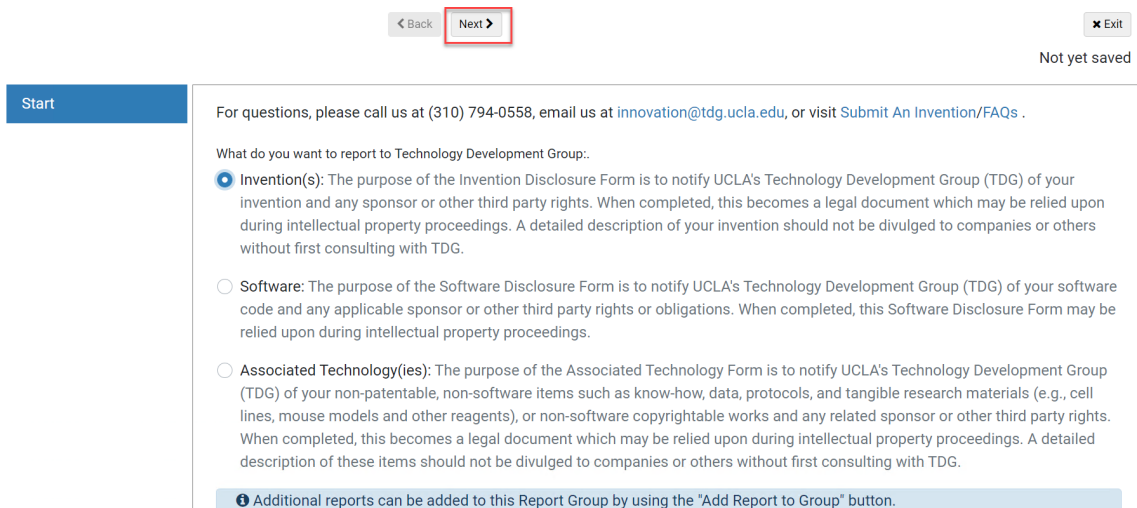 Back Next
Exit
Not yet saved
Start
For questions, please call us at (310) 794-0558, email us at innovation@tdg.ucla.edu, or visit Submit An Invention/FAQs .
What do you want to report to Technology Development Group:.
Invention(s): The purpose of the Invention Disclosure Form is to notify UCLA's Technology Development Group (TDG) of your
invention and any sponsor or other third party rights. When completed, this becomes a legal document which may be relied upon
during intellectual property proceedings. A detailed description of your invention should not be divulged to companies or others
without first consulting with TDG.
Software: The purpose of the Software Disclosure Form is to notify UCLA's Technology Development Group (TDG) of your software
code and any applicable sponsor or other third party rights or obligations. When completed, this Software Disclosure Form may be
relied upon during intellectual property proceedings.
Associated Technology(ies): The purpose of the Associated Technology Form is to notify UCLA's Technology Development Group
(TDG) of your non-patentable, non-software items such as know-how, data, protocols, and tangible research materials (e.g., cell
lines, mouse models and other reagents), or non-software copyrightable works and any related sponsor or other third party rights.
When completed, this becomes a legal document which may be relied upon during intellectual property proceedings. A detailed
description of these items should not be divulged to companies or others without first consulting with TDG.
Additional reports can be added to this Report Group by using the "Add Report to Group" button.